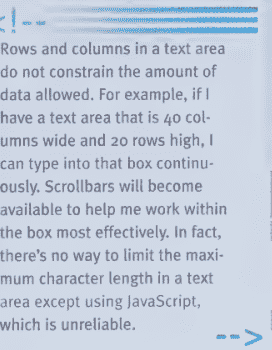 <!--
Rows and columns in a text area
do not constrain the amount of
data allowed. For example, if I
have a text area that is 40 col-
umns wide and 20 rows high, I
can type into that box continu-
ously. Scrollbars will become
available to help me work within
the box most effectively. In fact,
there's no way to limit the maxi-
mum character length in a text
area except using JavaScript,
which is unreliable.
-->